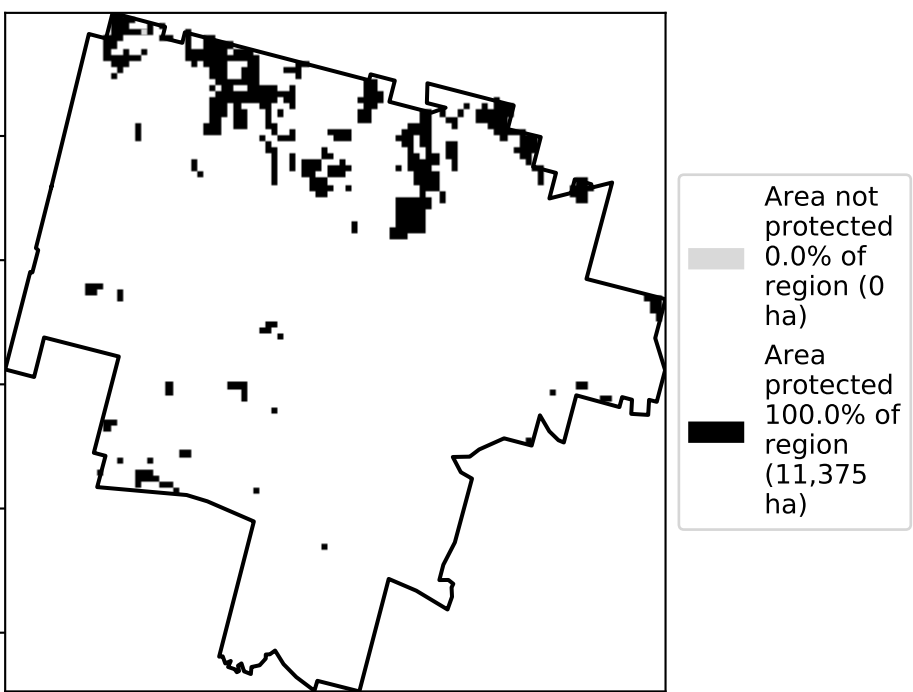 Area not
protected
0.0% of
region (0
ha)
Area
protected
100.0% of
region
(11,375
ha)